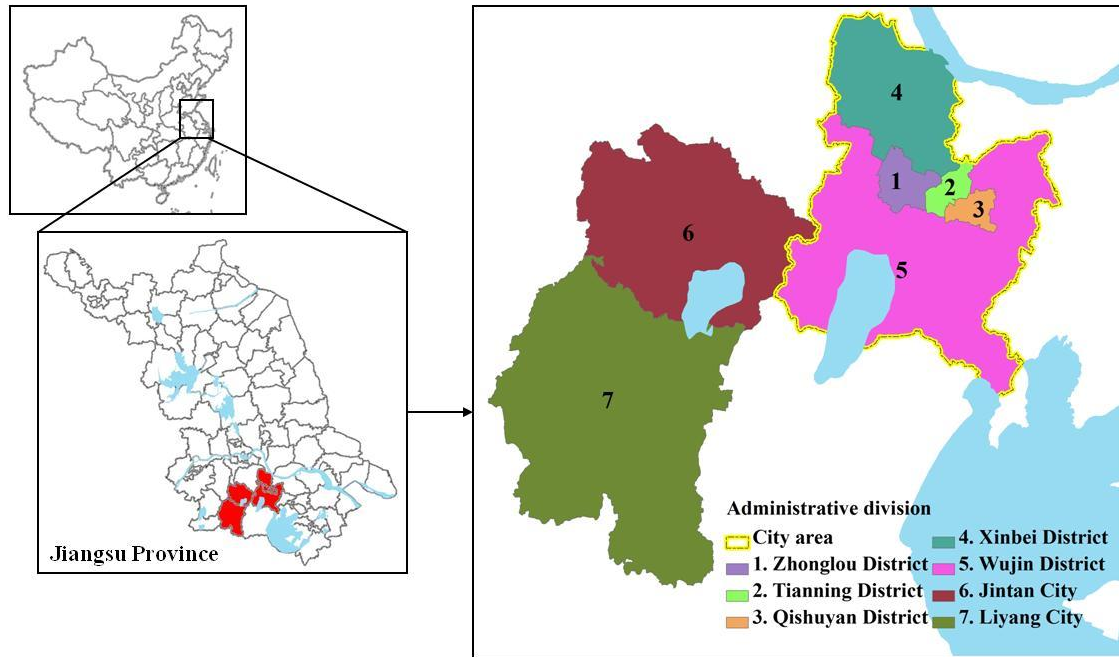 Jiangsu Province
4
1
2
3
6
5
7
Administrative division
City area
1. Zhonglou District
2. Tianning District
3. Qishuyan District
4. Xinbei District
5. Wujin District
6. Jintan City
7. Liyang City